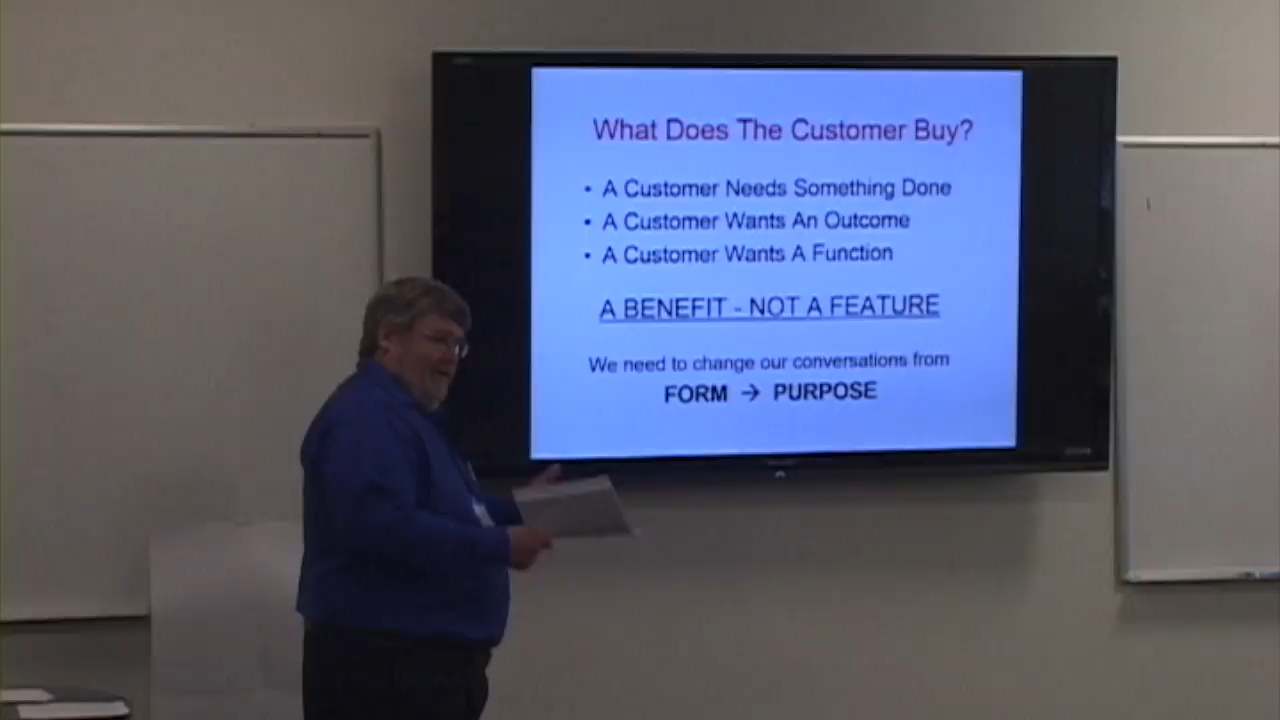 What Does The Customer Buy?
• A Customer Needs Something Done
• A Customer Wants An Outcome
• A Customer Wants A Function
A BENEFIT - NOT A FEATURE
We need to change our conversations from
FORM → PURPOSE